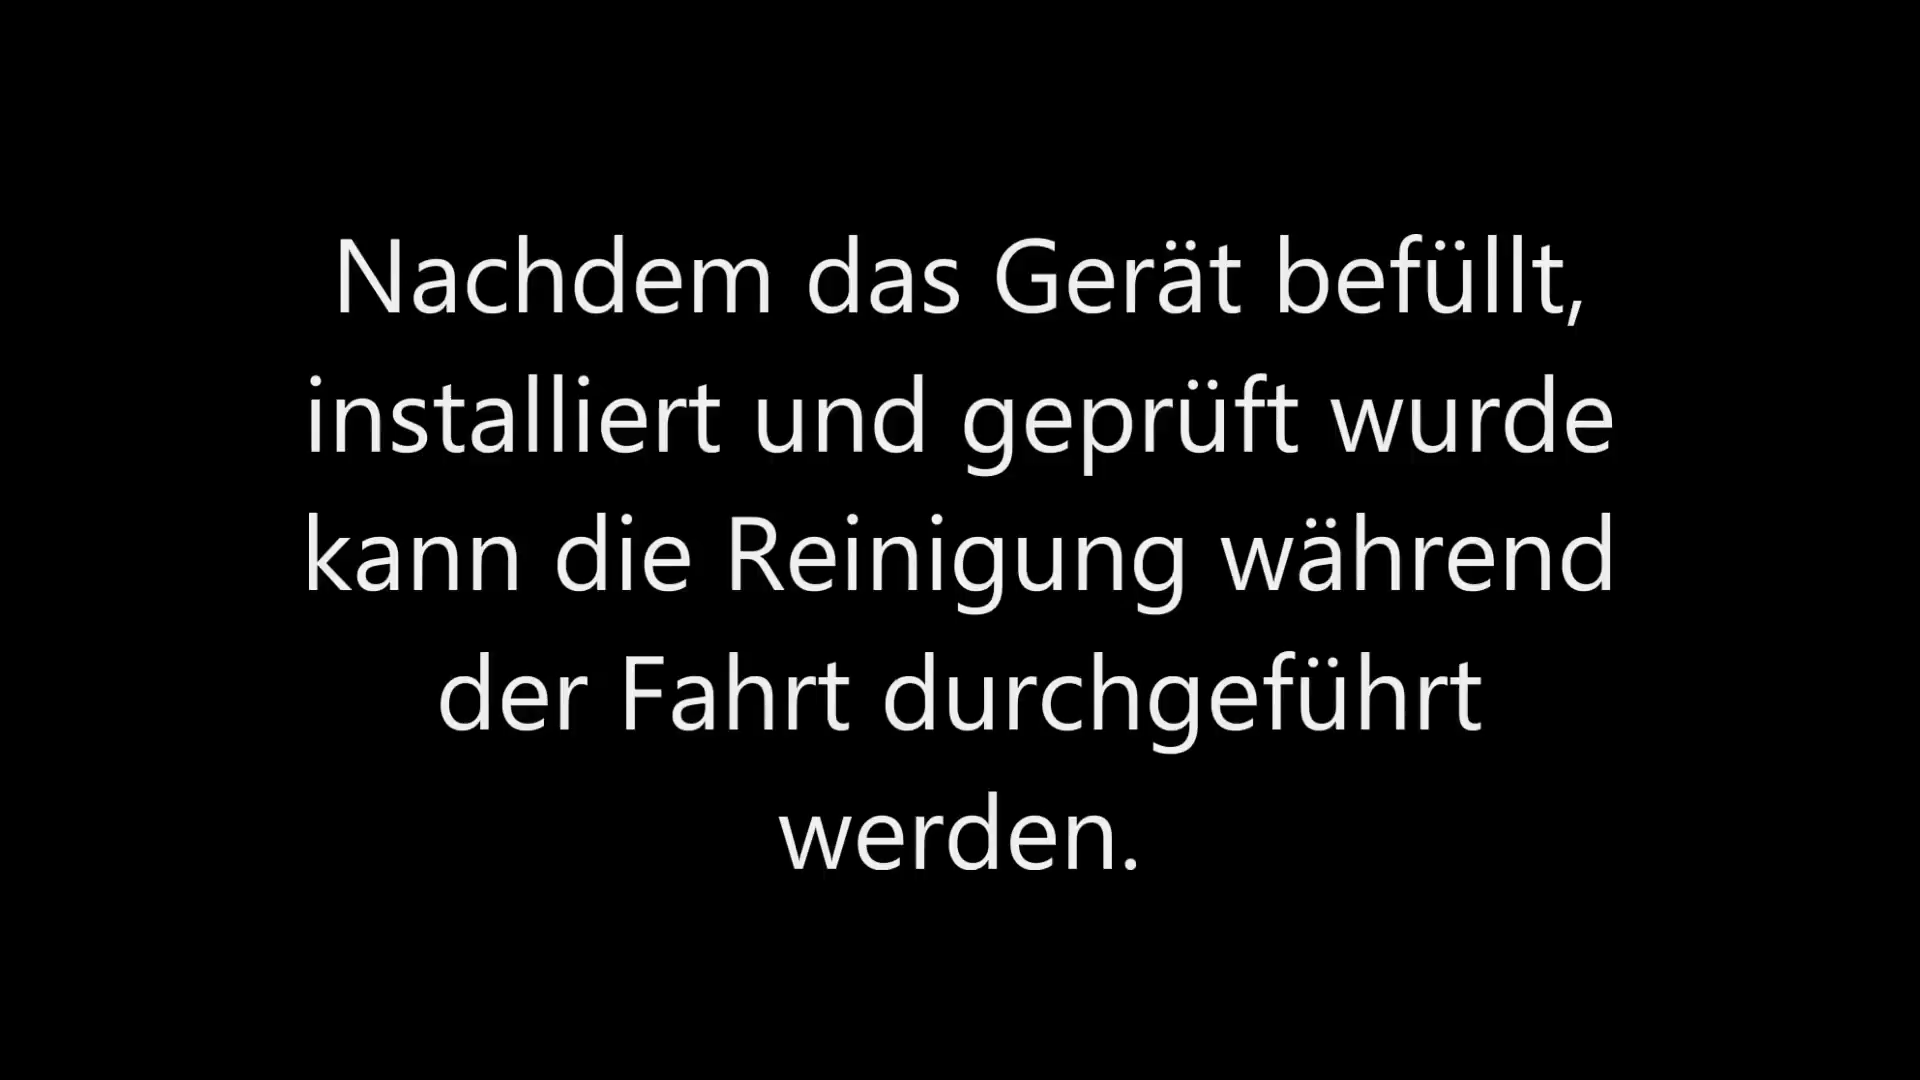 Nachdem das Gerät befüllt,
installiert und geprüft wurde
kann die Reinigung während
der Fahrt durchgeführt
werden.